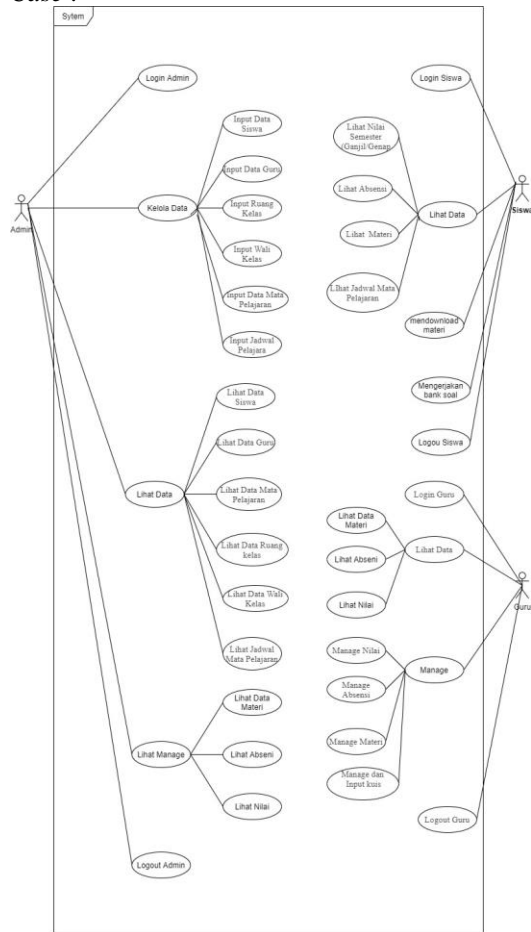 Case :
Sytem
Login Admin
Input Data
Siswa
Input Data Guru
Kelola Data
Input Ruang
Kelas
Admin
Input Wali
Kelas
Input Data Mata
Pelajaran
Input Jadwal
Pelajara
Lihat Data
Siswa
Lihat Data Guru
Lihat Data
Lihat Data Mata
Pelajaran
Lihat Data Ruang
kelas
Lihat Data Wali
Kelas
Lihat Jadwal
Mata Pelajaran
Lihat Data
Materi
Lihat Manage
Lihat Abseni
Lihat Nilai
Logout Admin
Login Siswa
Lihat Nilai
Semester
(Ganjil/Genap
Lihat Absensi
Lihat Data
Siswa
Lihat Materi
LIhat Jadwal Mata
Pelajaran
mendownload
materi
Mengerjakan
bank soal
Logou Siswa
Login Guru
Lihat Data
Materi
Lihat Abseni
Lihat Data
Lihat Nilai
Guru
Manage Nilai
Manage
Manage
Absensi
Manage Materi
Manage dan
Input kuis
Logout Guru